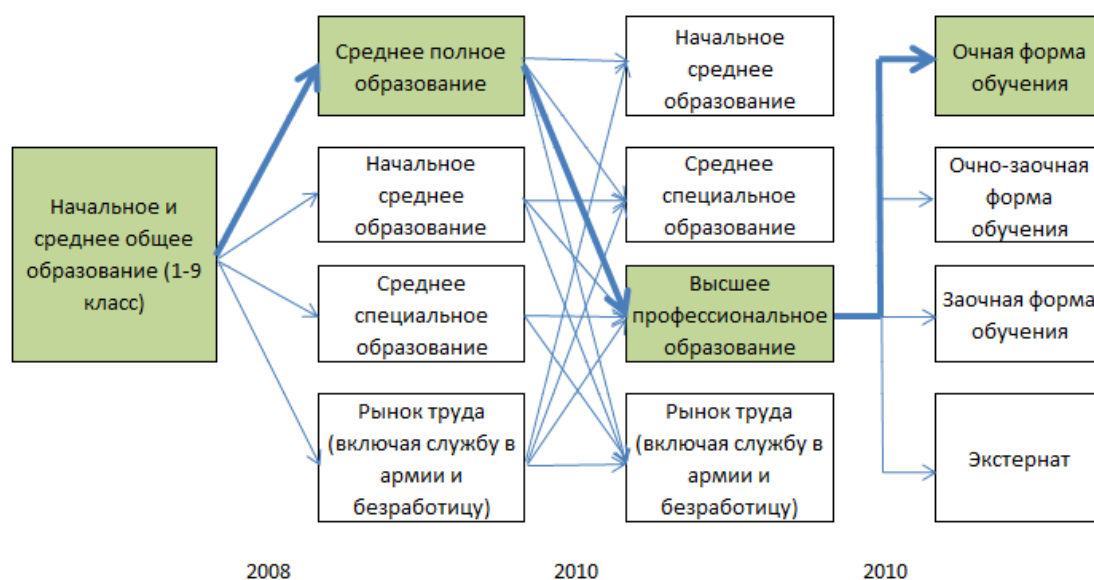 Начальное и
среднее общее
образование (1-9
класс)
Среднее полное
образование
Начальное
среднее
образование
Среднее
специальное
образование
Рынок труда
(включая службу в
армии и
безработицу)
Начальное
среднее
образование
Среднее
специальное
образование
Высшее
профессиональное
образование
Рынок труда
(включая службу в
армии и
безработицу)
Очная форма
обучения
Очно-заочная
форма
обучения
Заочная форма
обучения
Экстернат
2008
2010
2010